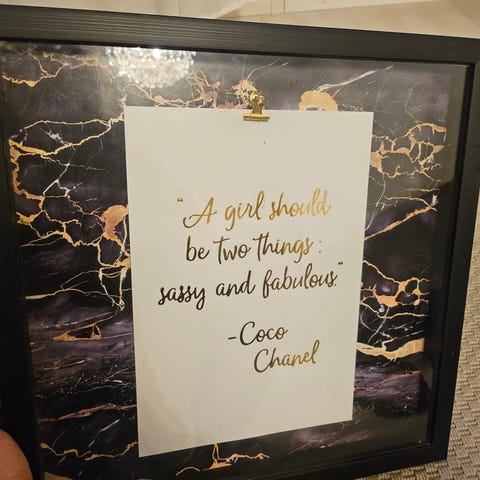 "A girl should
be two things:
sassy and fabulous."
-Coco
Chanel